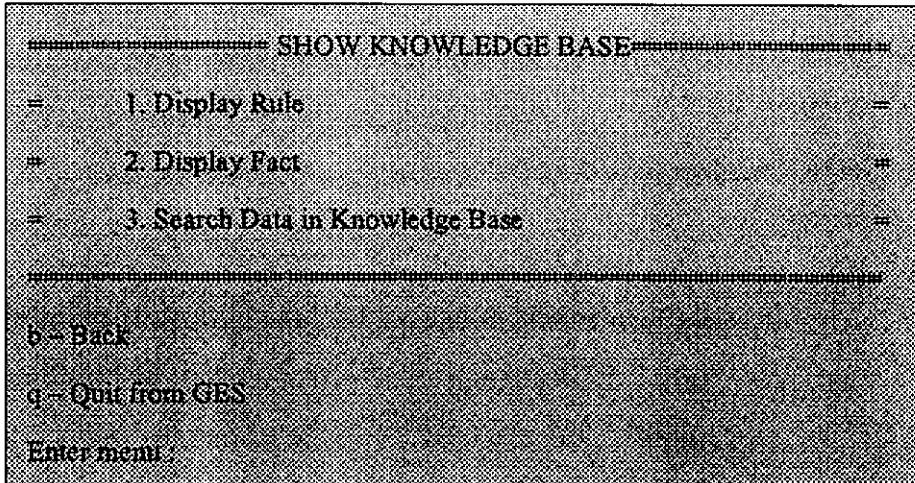 ================ SHOW KNOWLEDGE BASE================
= 1. Display Rule =
= 2. Display Fact =
= 3. Search Data in Knowledge Base =
==========================================================
b – Back
q – Quit from GES
Enter menu :